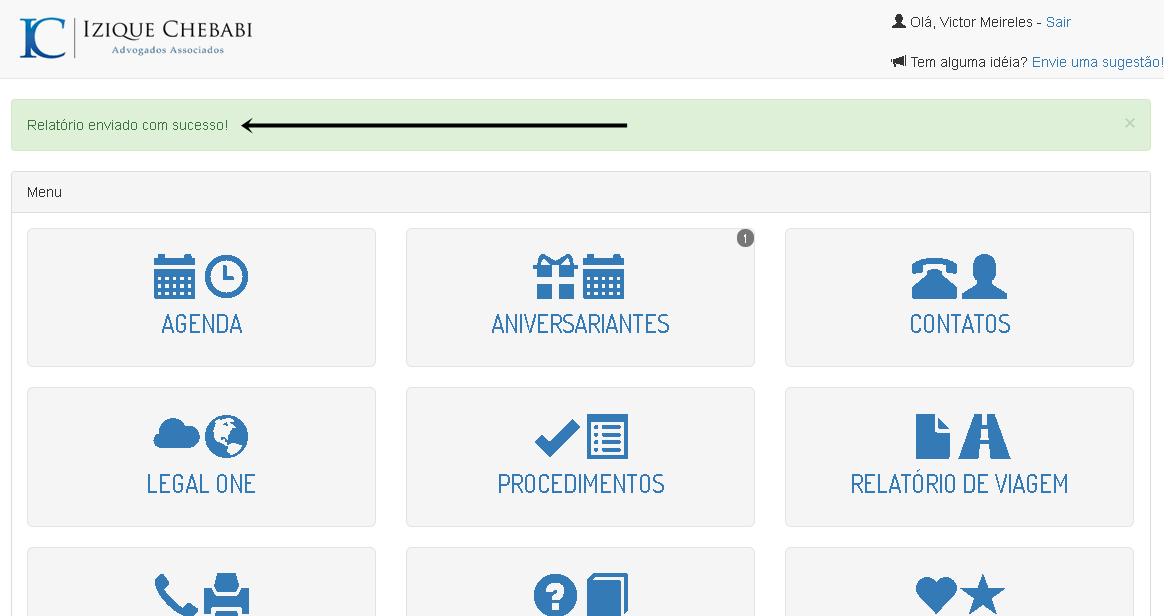 IC IZIQUE CHEBABI
Advogados Associados
Olá, Victor Meireles - Sair
Tem alguma idéia? Envie uma sugestão!
Relatório enviado com sucesso! ×
Menu
AGENDA
1
ANIVERSARIANTES
CONTATOS
LEGAL ONE
PROCEDIMENTOS
RELATÓRIO DE VIAGEM
?